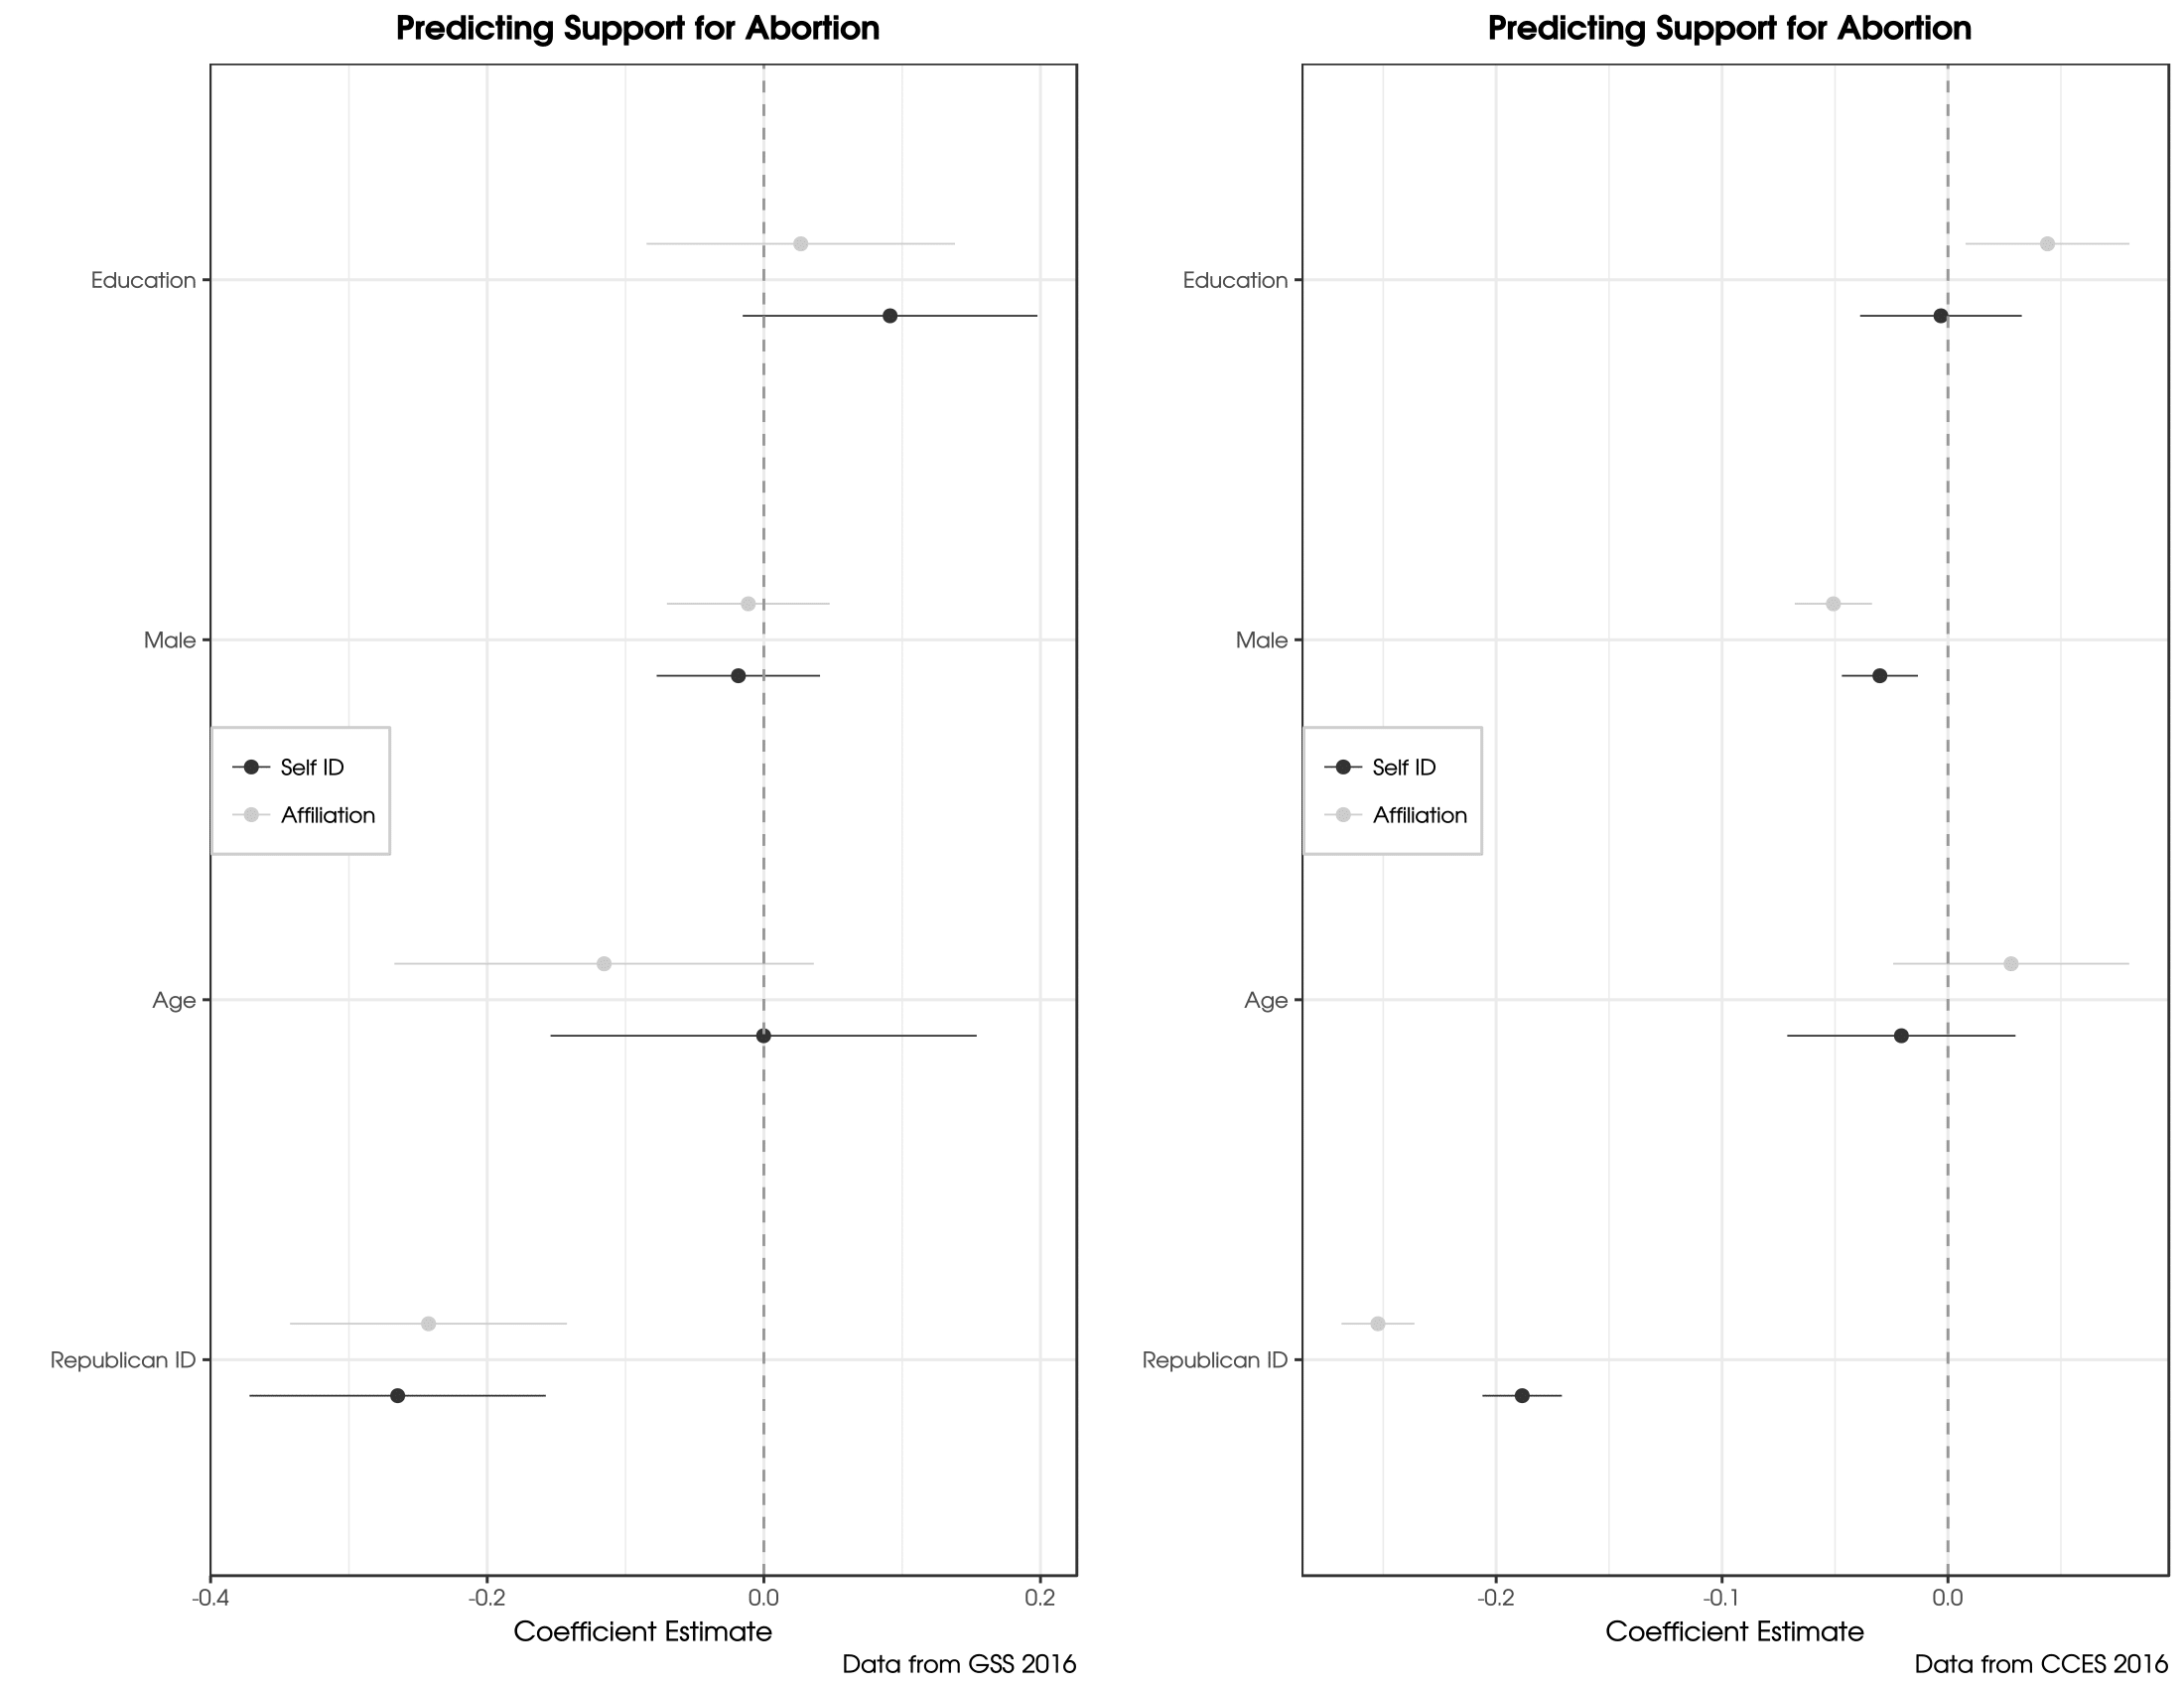 Predicting Support for Abortion
Education
Male
Self ID
Affiliation
Age
Republican ID
-0.4 -0.2 0.0 0.2
Coefficient Estimate
Data from GSS 2016
Predicting Support for Abortion
Education
Male
Self ID
Affiliation
Age
Republican ID
-0.2 -0.1 0.0
Coefficient Estimate
Data from CCES 2016